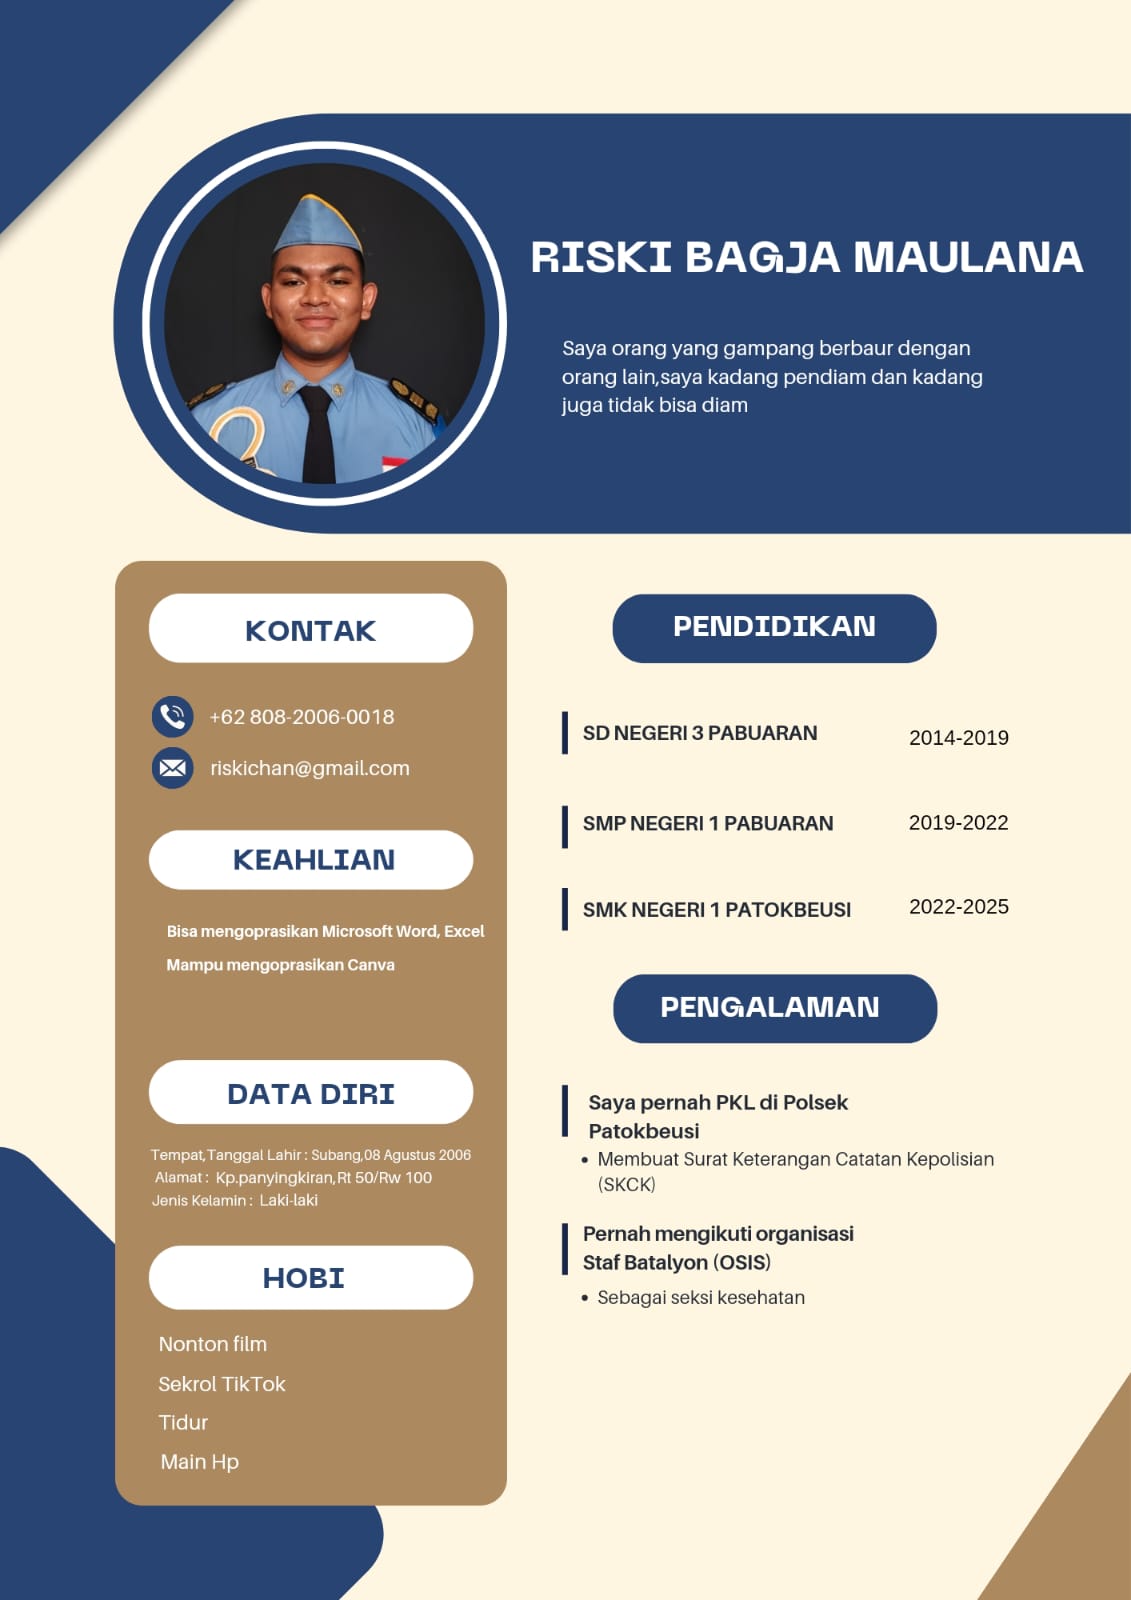 RISKI BAGJA MAULANA
Saya orang yang gampang berbaur dengan
orang lain,saya kadang pendiam dan kadang
juga tidak bisa diam
KONTAK
+62 808-2006-0018
riskichan@gmail.com
KEAHLIAN
Bisa mengoprasikan Microsoft Word, Excel
Mampu mengoprasikan Canva
DATA DIRI
Tempat,Tanggal Lahir : Subang,08 Agustus 2006
Alamat : Kp.panyingkiran,Rt 50/Rw 100
Jenis Kelamin : Laki-laki
HOBI
Nonton film
Sekrol TikTok
Tidur
Main Hp
PENDIDIKAN
SD NEGERI 3 PABUARAN 2014-2019
SMP NEGERI 1 PABUARAN 2019-2022
SMK NEGERI 1 PATOKBEUSI 2022-2025
PENGALAMAN
Saya pernah PKL di Polsek
Patokbeusi
• Membuat Surat Keterangan Catatan Kepolisian
(SKCK)
Pernah mengikuti organisasi
Staf Batalyon (OSIS)
• Sebagai seksi kesehatan